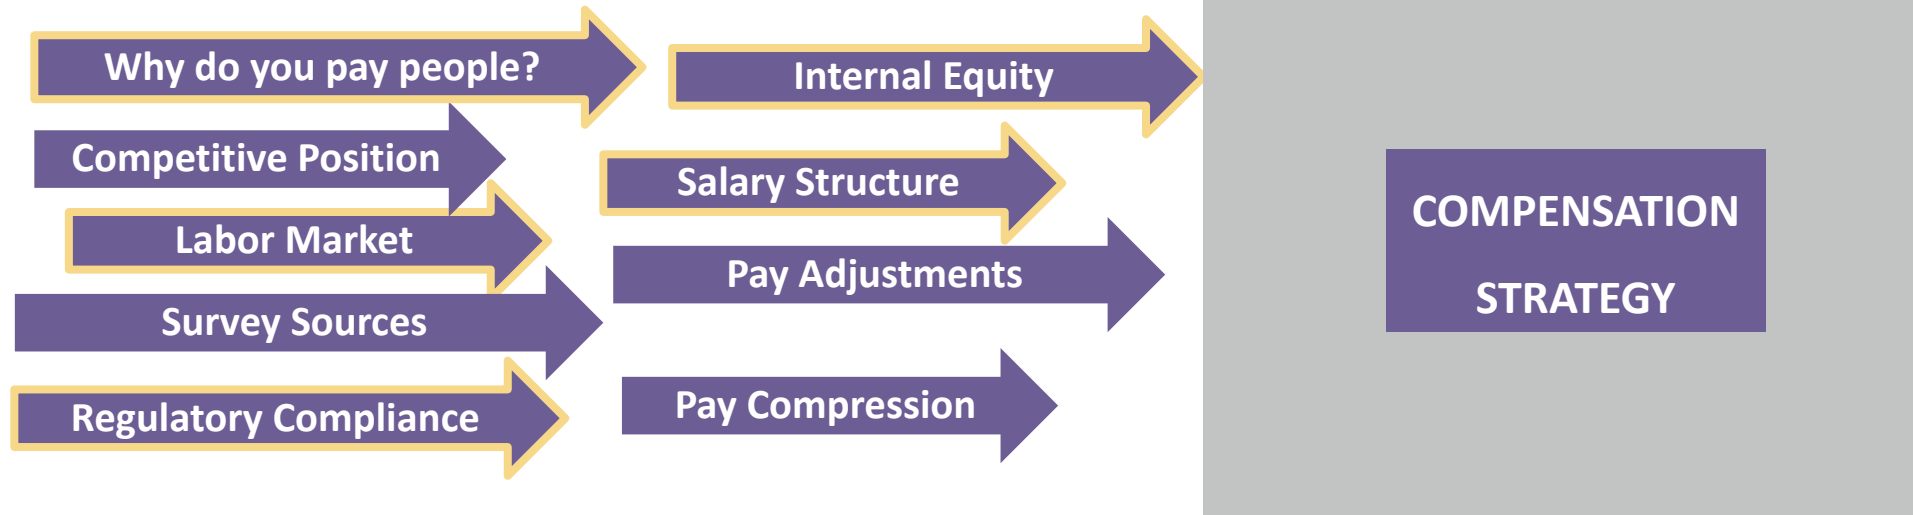 Why do you pay people?
Competitive Position
Labor Market
Survey Sources
Regulatory Compliance
Internal Equity
Salary Structure
Pay Adjustments
Pay Compression
COMPENSATION
STRATEGY